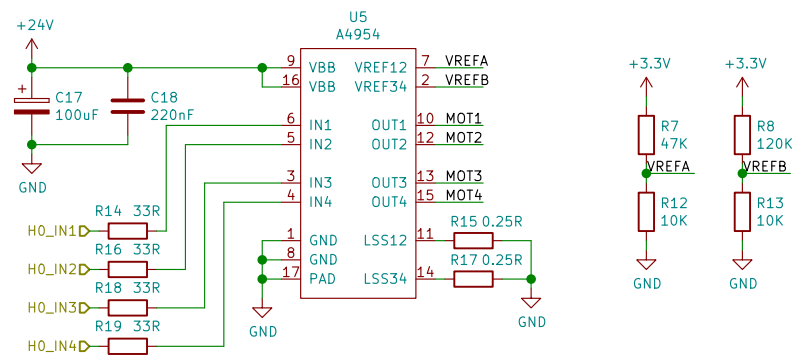 U5
A4954
+24V
C17
100uF
C18
220nF
9 VBB VREF12 7 VREFA
16 VBB VREF34 2 VREFB
6 IN1 OUT1 10 MOT1
5 IN2 OUT2 12 MOT2
3 IN3 OUT3 13 MOT3
4 IN4 OUT4 15 MOT4
1 GND LSS12 11 R15 0.25R
8 GND
17 PAD LSS34 14 R17 0.25R
GND
R14 33R
H0_IN1
R16 33R
H0_IN2
R18 33R
H0_IN3
R19 33R
H0_IN4
GND
GND
+3.3V
R7
47K
VREFA
R12
10K
GND
+3.3V
R8
120K
VREFB
R13
10K
GND